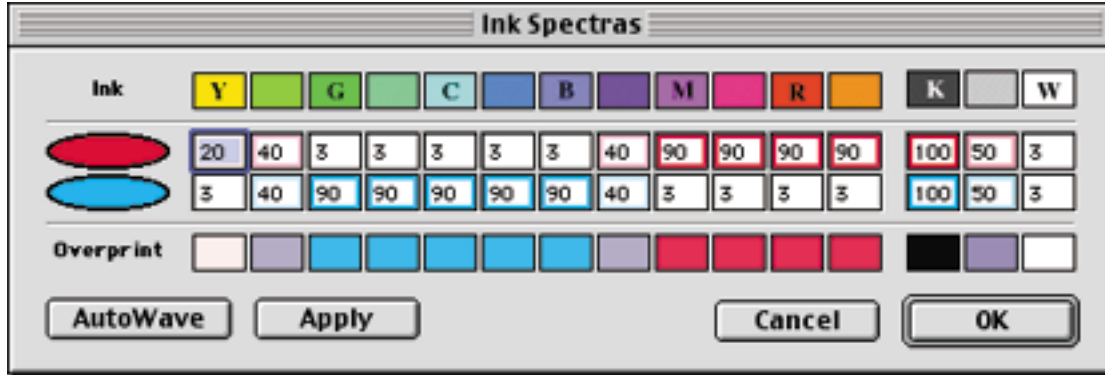 Ink Spectras
Ink Y G C B M R K W
20 40 3 3 3 3 3 40 90 90 90 90 100 50 3
3 40 90 90 90 90 90 40 3 3 3 3 100 50 3
Overprint
AutoWave Apply Cancel OK